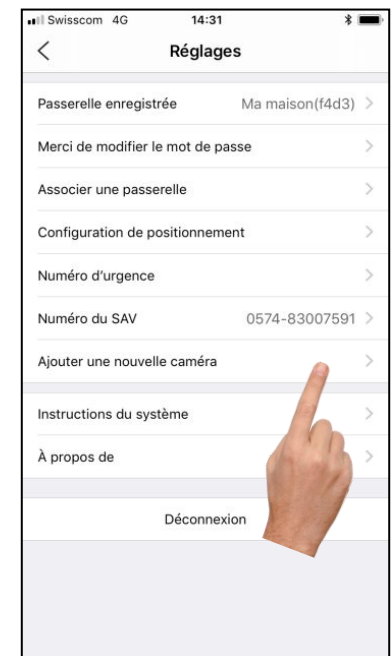 Swisscom 4G 14:31
Réglages
Passerelle enregistrée Ma maison(f4d3)
Merci de modifier le mot de passe
Associer une passerelle
Configuration de positionnement
Numéro d'urgence
Numéro du SAV 0574-83007591
Ajouter une nouvelle caméra
Instructions du système
À propos de
Déconnexion